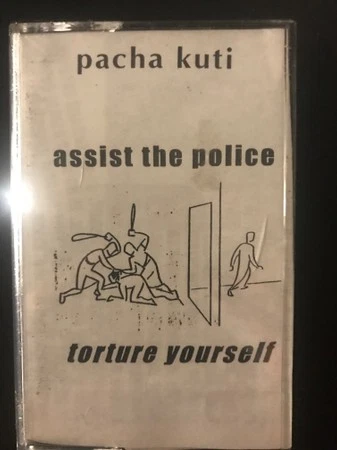 pacha kuti
assist the police
torture yourself